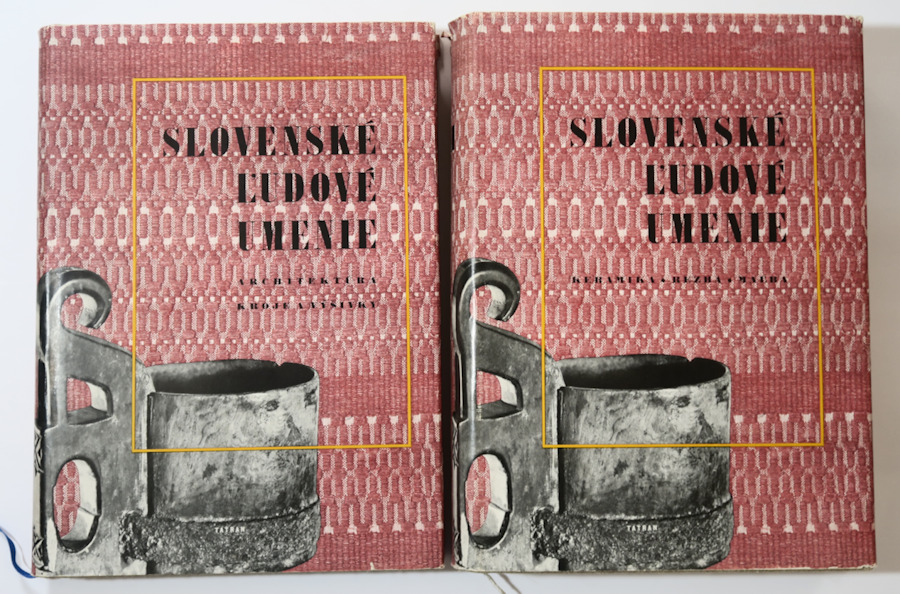 SLOVENSKÉ
ĽUDOVÉ
UMENIE
ARCHITEKTÚRA
KROJE A VÝŠIVKY
TATRAN
SLOVENSKÉ
ĽUDOVÉ
UMENIE
KERAMIKA • REZBA • MAĽBA
TATRAN